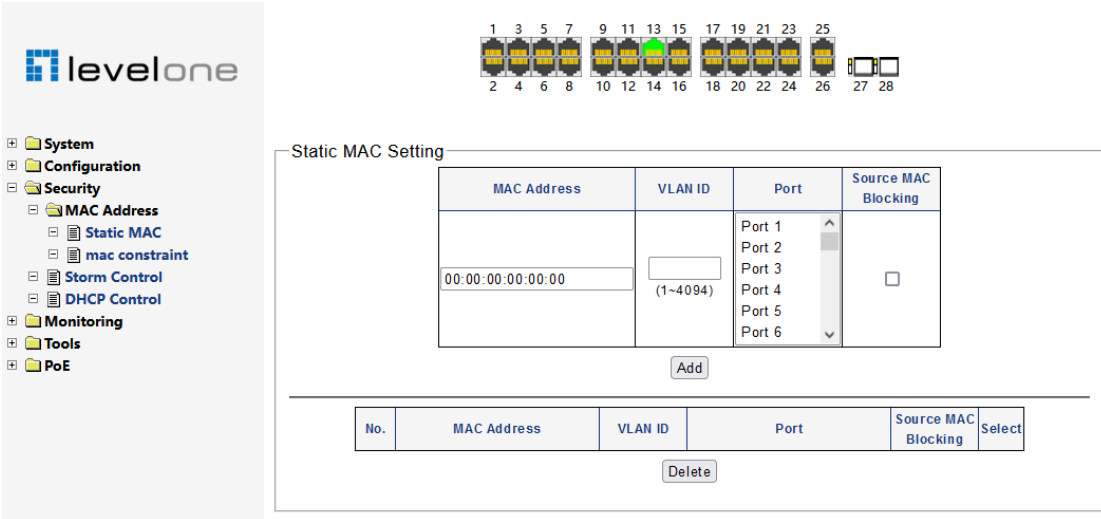 levelone
1 3 5 7 9 11 13 15 17 19 21 23 25
2 4 6 8 10 12 14 16 18 20 22 24 26 27 28
System
Configuration
Security
MAC Address
Static MAC
mac constraint
Storm Control
DHCP Control
Monitoring
Tools
PoE
Static MAC Setting
MAC Address VLAN ID Port Source MAC
Blocking
Port 1
Port 2
Port 3
00:00:00:00:00:00
(1~4094) Port 4
Port 5
Port 6
Add
No. MAC Address VLAN ID Port Source MAC Select
Blocking
Delete